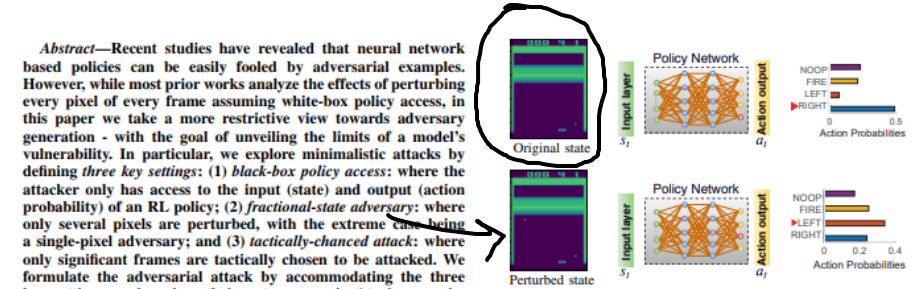 Abstract—Recent studies have revealed that neural network
based policies can be easily fooled by adversarial examples.
However, while most prior works analyze the effects of perturbing
every pixel of every frame assuming white-box policy access, in
this paper we take a more restrictive view towards adversary
generation - with the goal of unveiling the limits of a model's
vulnerability. In particular, we explore minimalistic attacks by
defining three key settings: (1) black-box policy access: where the
attacker only has access to the input (state) and output (action
probability) of an RL policy; (2) fractional-state adversary: where
only several pixels are perturbed, with the extreme case being
a single-pixel adversary; and (3) tactically-chanced attack: where
only significant frames are tactically chosen to be attacked. We
formulate the adversarial attack by accommodating the three
Original state
Input layer
s_t
Policy Network
Action output
a_t
NOOP
FIRE
LEFT
RIGHT
0 0.5
Action Probabilities
Perturbed state
Input layer
s_t
Policy Network
Action output
a_t
NOOP
FIRE
LEFT
RIGHT
0 0.2 0.4
Action Probabilities